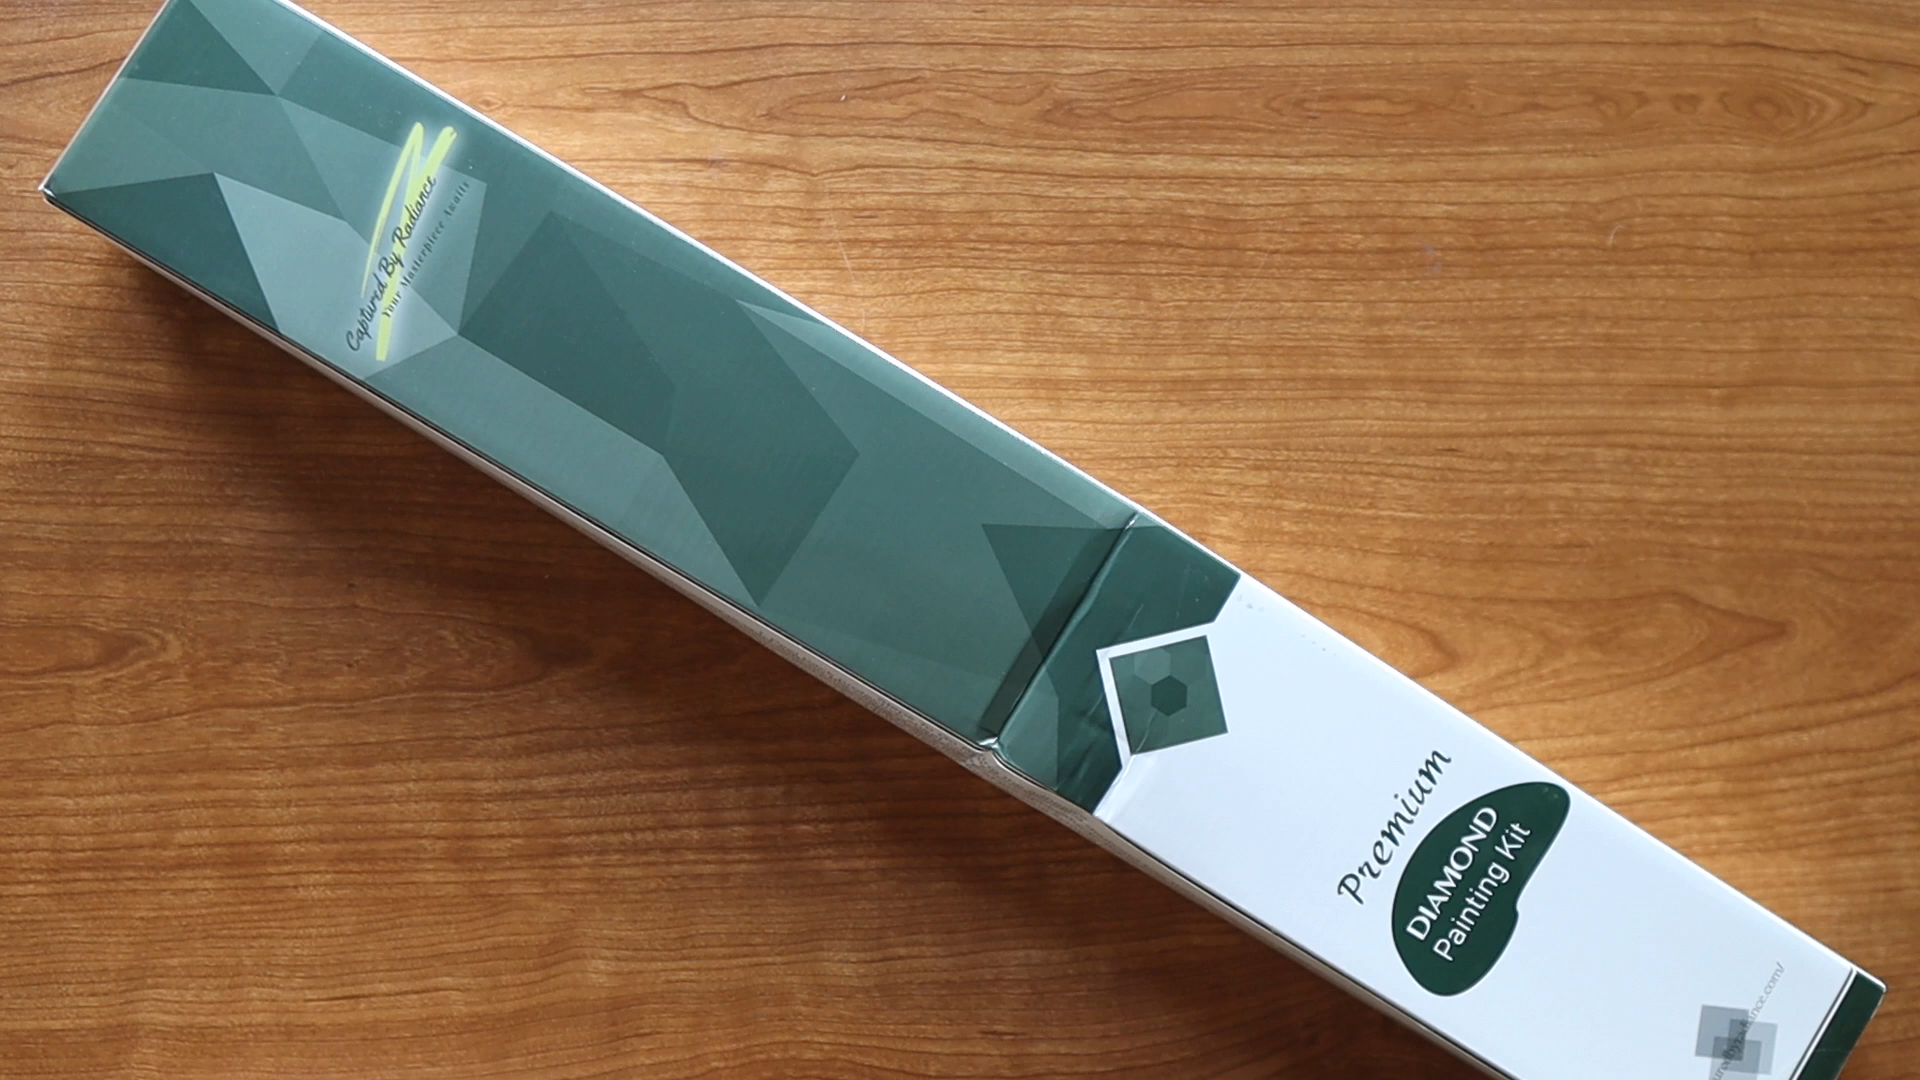 Captured By Radiance
Your Masterpiece Awaits
Premium
DIAMOND
Painting Kit